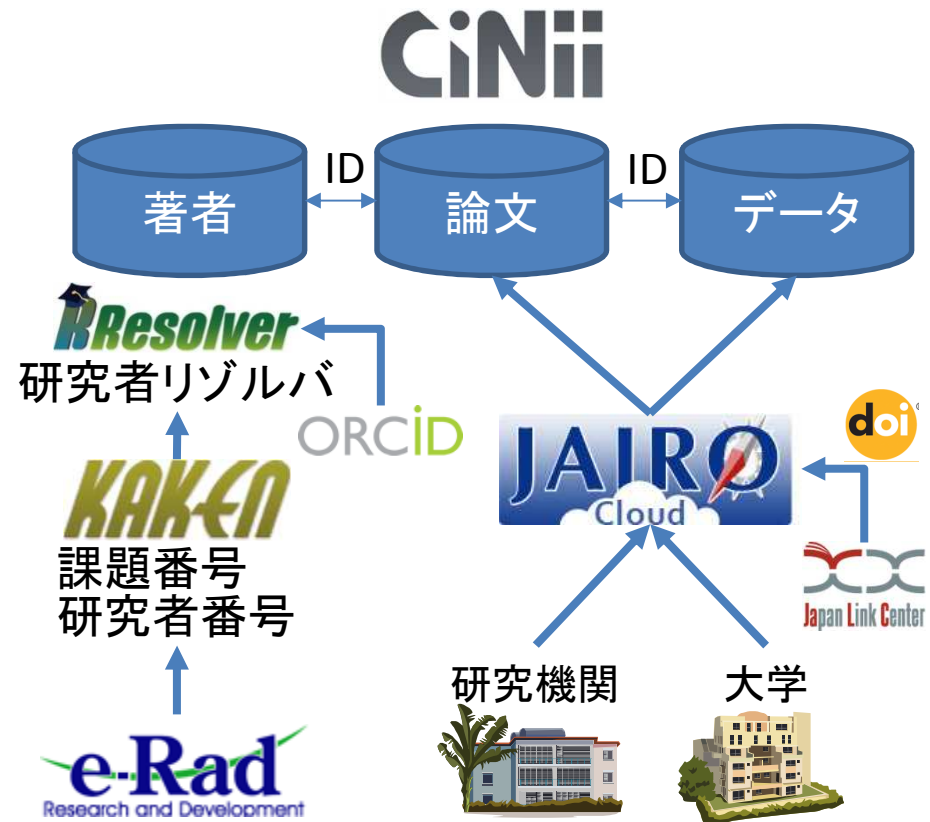 CiNii
ID
ID
著者
論文
データ
RResolver
研究者リゾルバ
ORCiD
doi
JAIRO
Cloud
KAKEN
課題番号
研究者番号
Japan Link Center
研究機関
大学
e-Rad
Research and Development